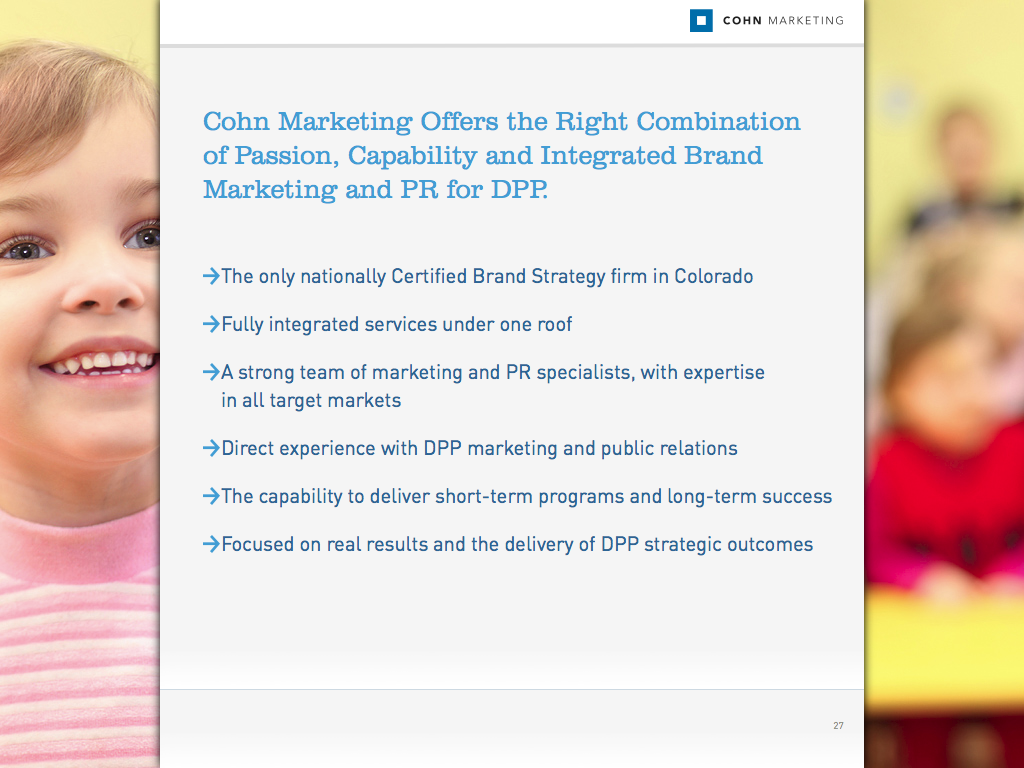 COHN MARKETING
Cohn Marketing Offers the Right Combination
of Passion, Capability and Integrated Brand
Marketing and PR for DPP.
→The only nationally Certified Brand Strategy firm in Colorado
→Fully integrated services under one roof
→A strong team of marketing and PR specialists, with expertise
in all target markets
→Direct experience with DPP marketing and public relations
→The capability to deliver short-term programs and long-term success
→Focused on real results and the delivery of DPP strategic outcomes
27